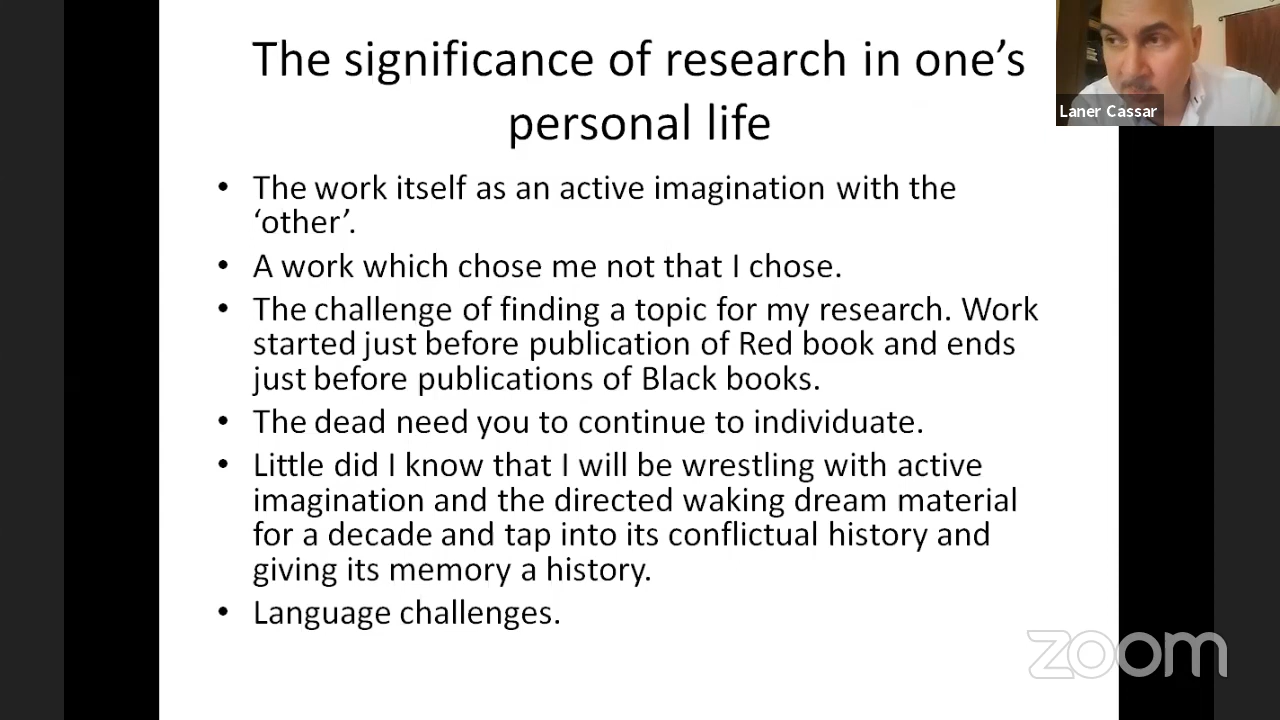 The significance of research in one's
personal life
Laner Cassar
• The work itself as an active imagination with the
‘other’.
• A work which chose me not that I chose.
• The challenge of finding a topic for my research. Work
started just before publication of Red book and ends
just before publications of Black books.
• The dead need you to continue to individuate.
• Little did I know that I will be wrestling with active
imagination and the directed waking dream material
for a decade and tap into its conflictual history and
giving its memory a history.
• Language challenges.
zoom